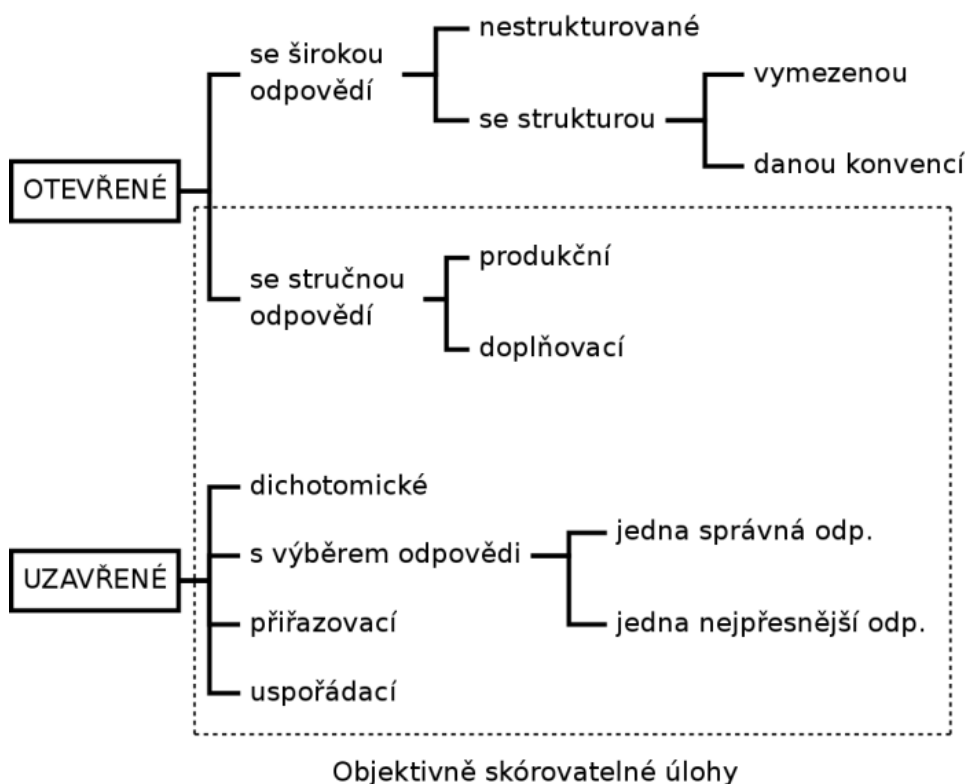 OTEVŘENÉ
se širokou
odpovědí
nestrukturované
se strukturou
vymezenou
danou konvencí
se stručnou
odpovědí
produkční
doplňovací
UZAVŘENÉ
dichotomické
s výběrem odpovědi
jedna správná odp.
jedna nejpřesnější odp.
přiřazovací
uspořádací
Objektivně skórovatelné úlohy